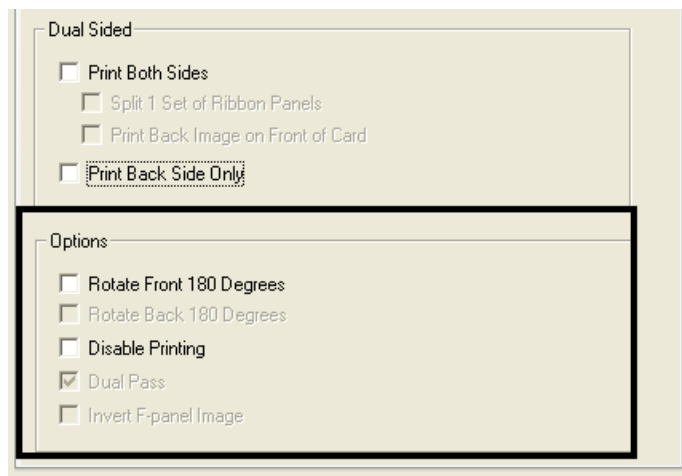 Dual Sided
Print Both Sides
Split 1 Set of Ribbon Panels
Print Back Image on Front of Card
Print Back Side Only
Options
Rotate Front 180 Degrees
Rotate Back 180 Degrees
Disable Printing
Dual Pass
Invert F-panel Image